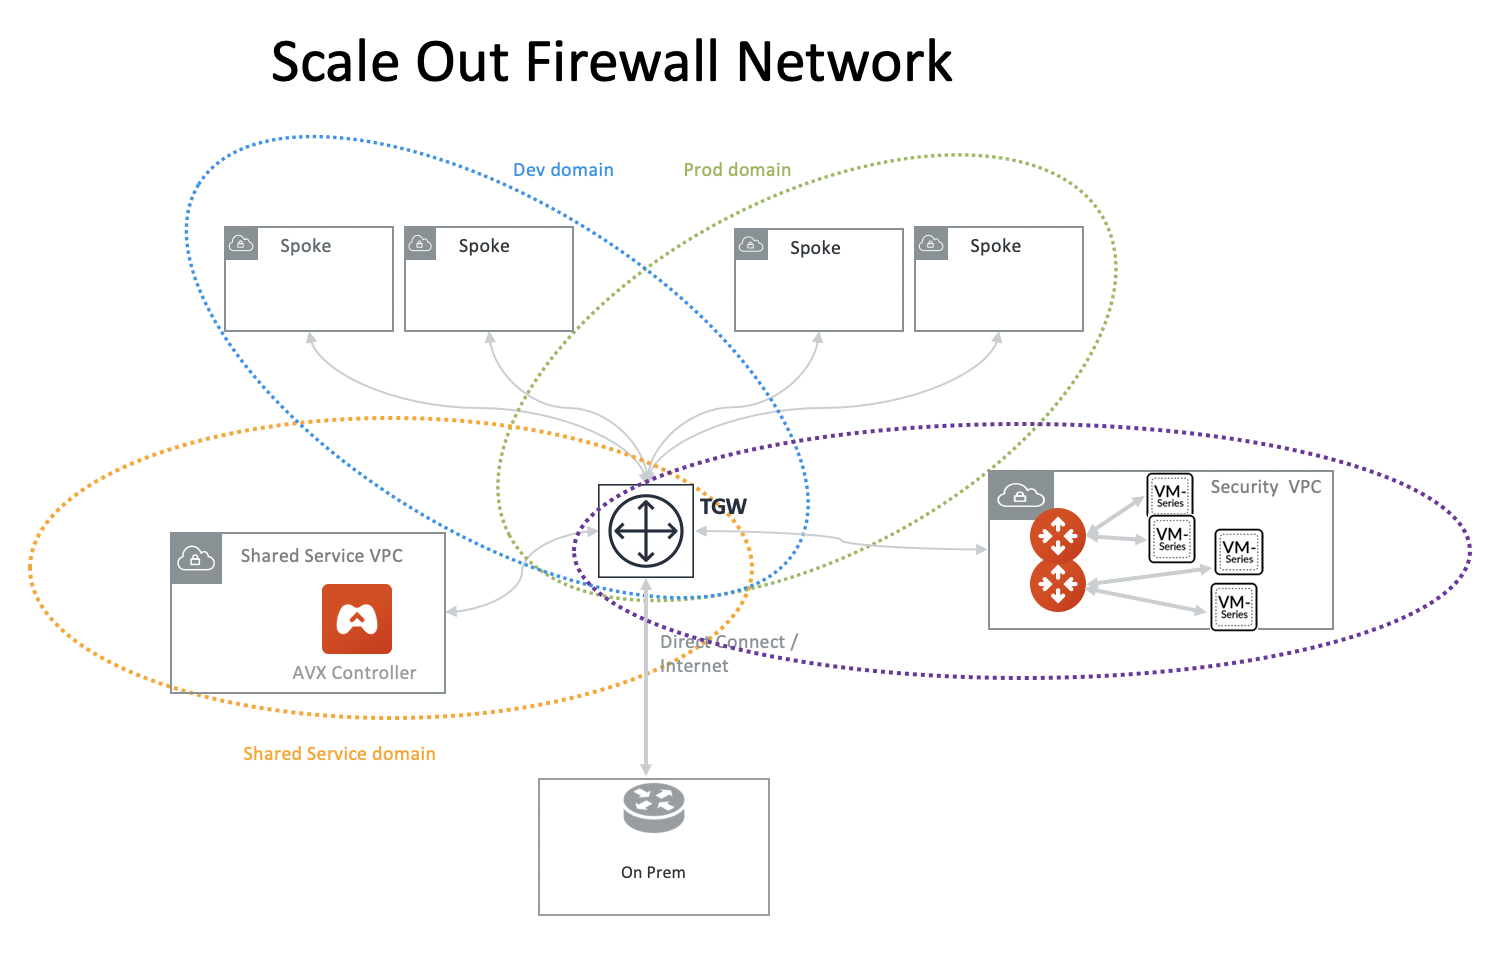 Scale Out Firewall Network
Dev domain
Prod domain
Spoke
Spoke
Spoke
Spoke
TGW
Security VPC
VM-
Series
VM-
Series
VM-
Series
VM-
Series
Shared Service VPC
AVX Controller
Direct Connect /
Internet
Shared Service domain
On Prem